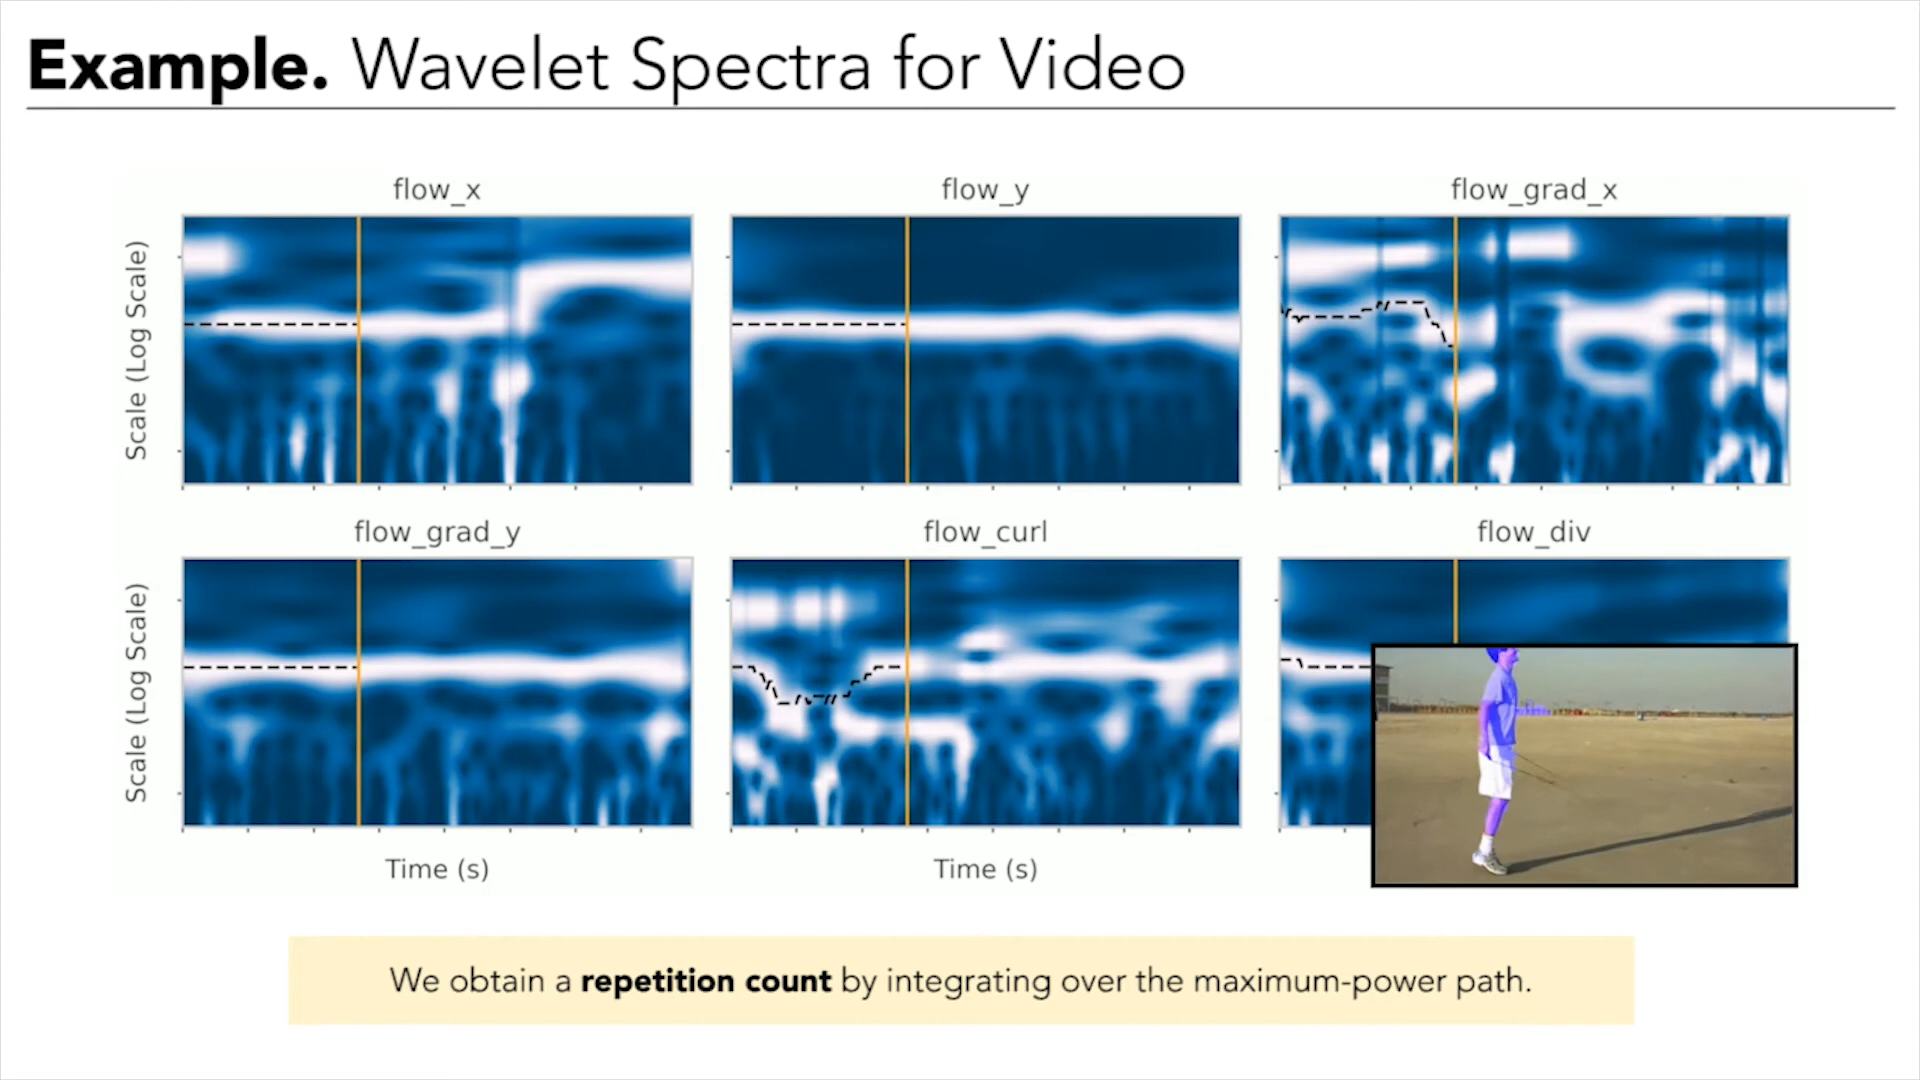 Example. Wavelet Spectra for Video
flow_x
flow_y
flow_grad_x
Scale (Log Scale)
flow_grad_y
flow_curl
flow_div
Scale (Log Scale)
Time (s)
Time (s)
We obtain a repetition count by integrating over the maximum-power path.